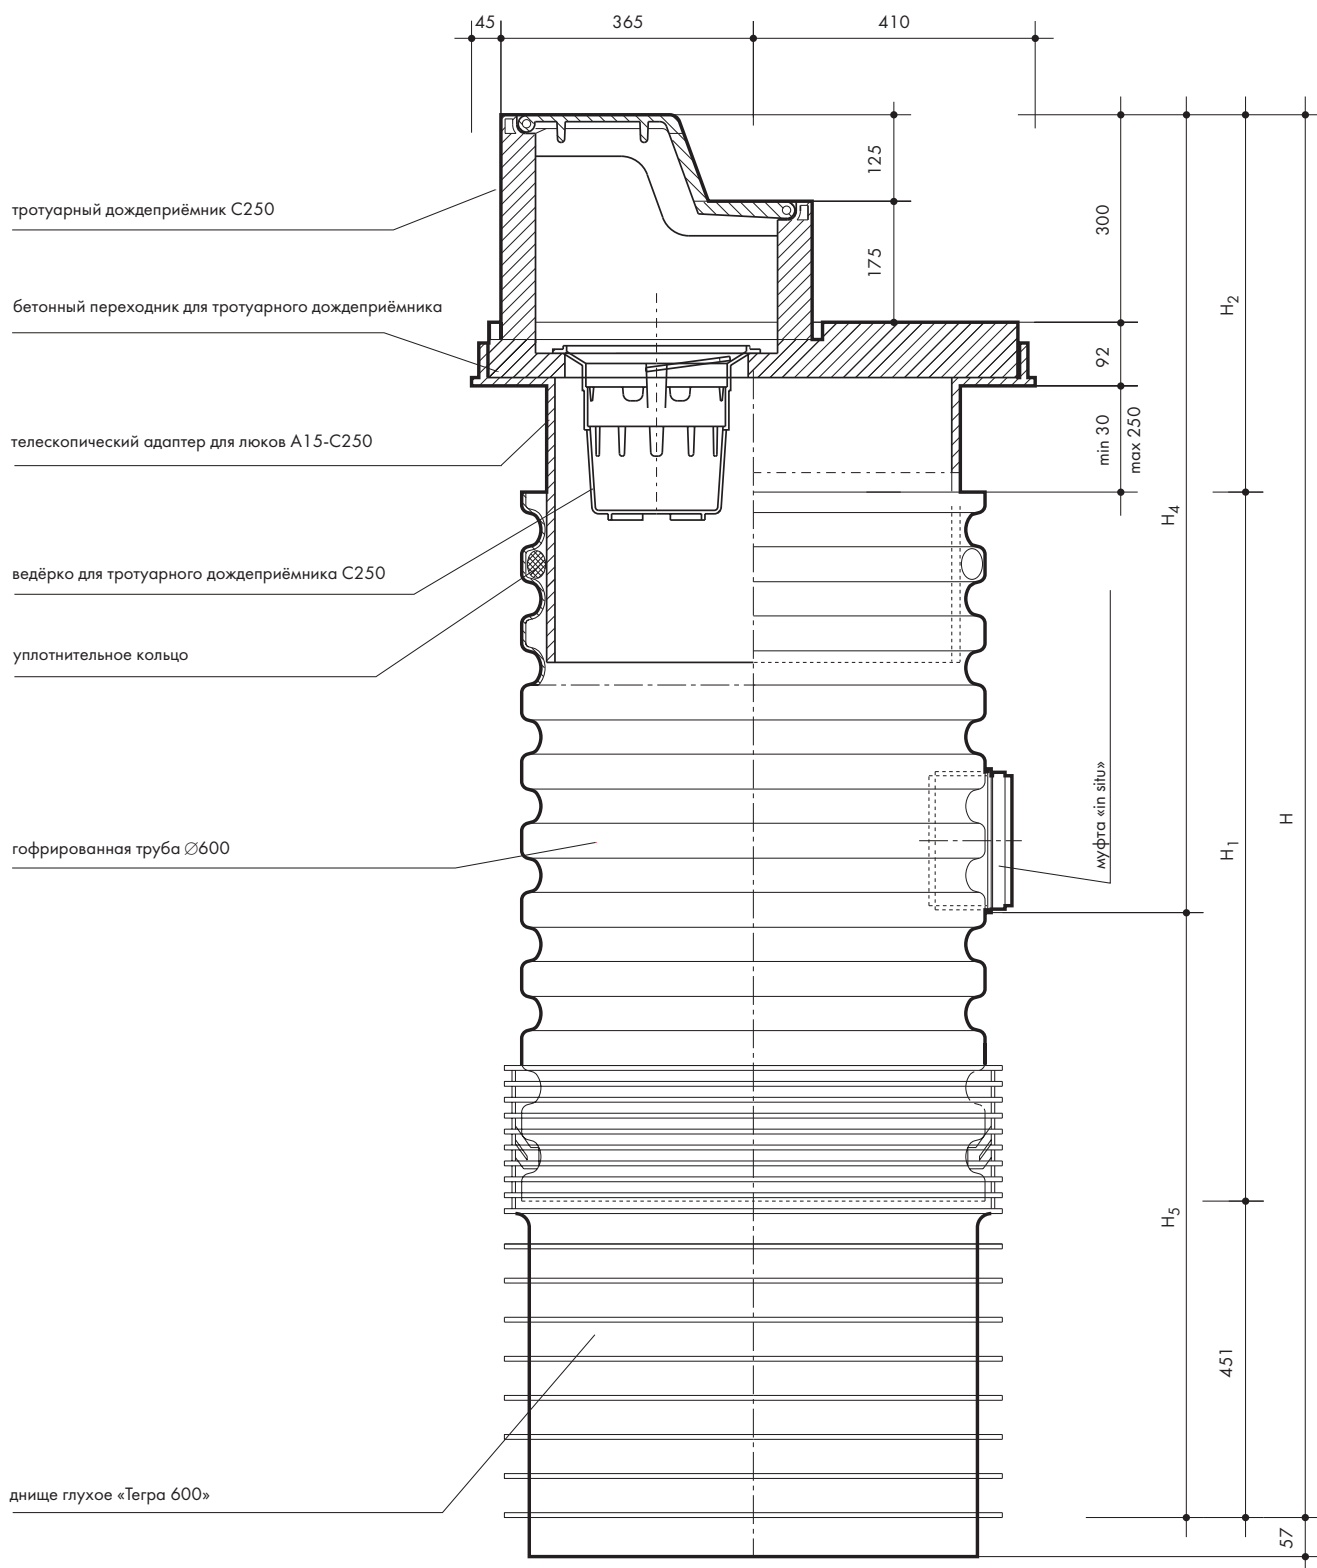 45
365
410
125
тротуарный дождеприёмник С250
300
175
H2
бетонный переходник для тротуарного дождеприёмника
92
min 30
max 250
телескопический адаптер для люков А15-С250
H4
ведёрко для тротуарного дождеприёмника С250
уплотнительное кольцо
муфта «in situ»
H
H1
гофрированная труба ∅600
H5
451
днище глухое «Тегра 600»
57